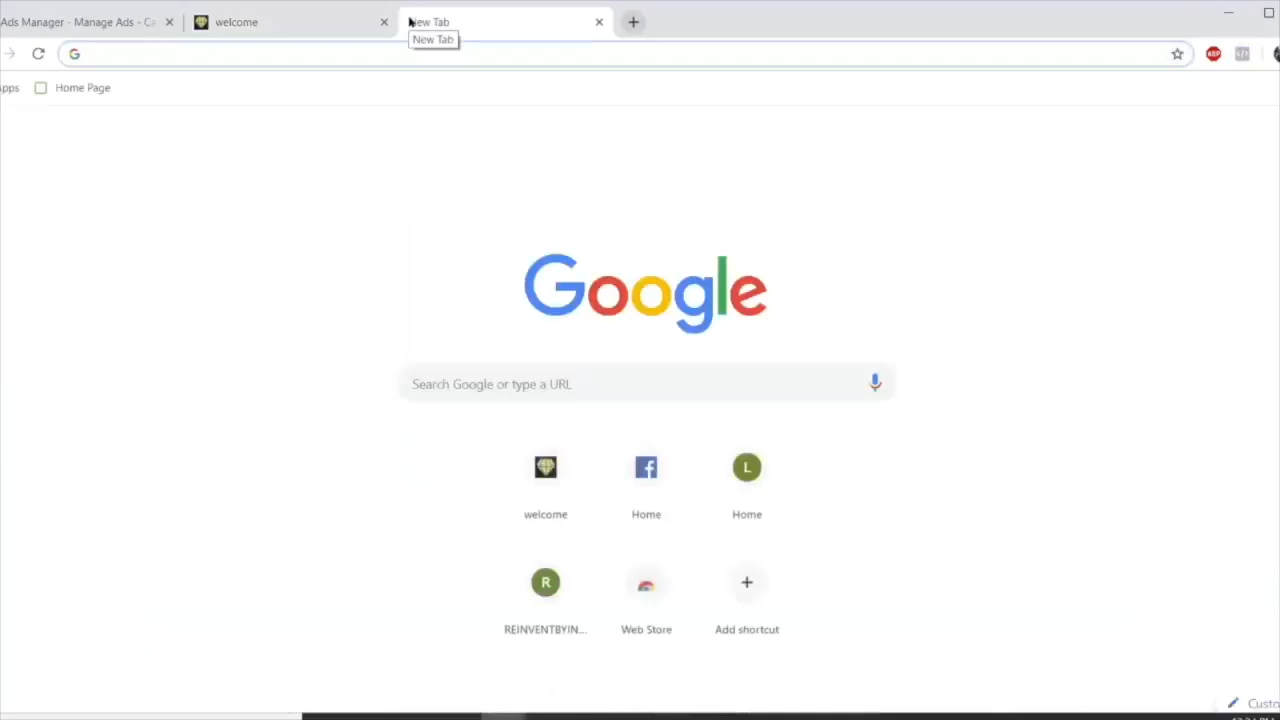 Ads Manager - Manage Ads - Ca
welcome
New Tab
New Tab
ABP
Home Page
Google
Search Google or type a URL
welcome
Home
L
Home
R
REINVENTBYIN...
Web Store
Add shortcut